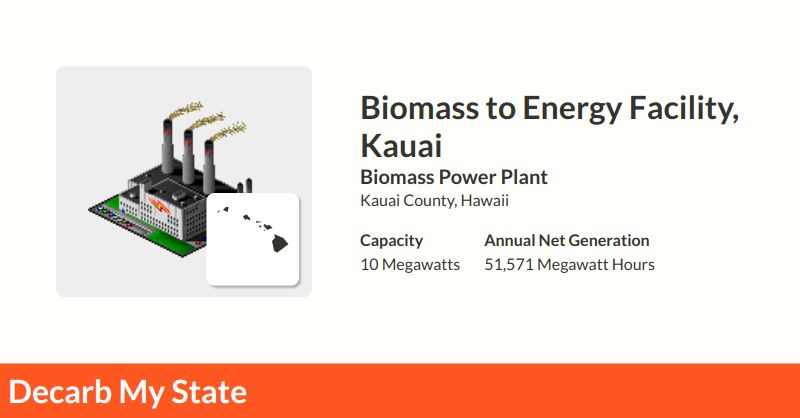 Biomass to Energy Facility,
Kauai
Biomass Power Plant
Kauai County, Hawaii
Capacity
10 Megawatts
Annual Net Generation
51,571 Megawatt Hours
Decarb My State